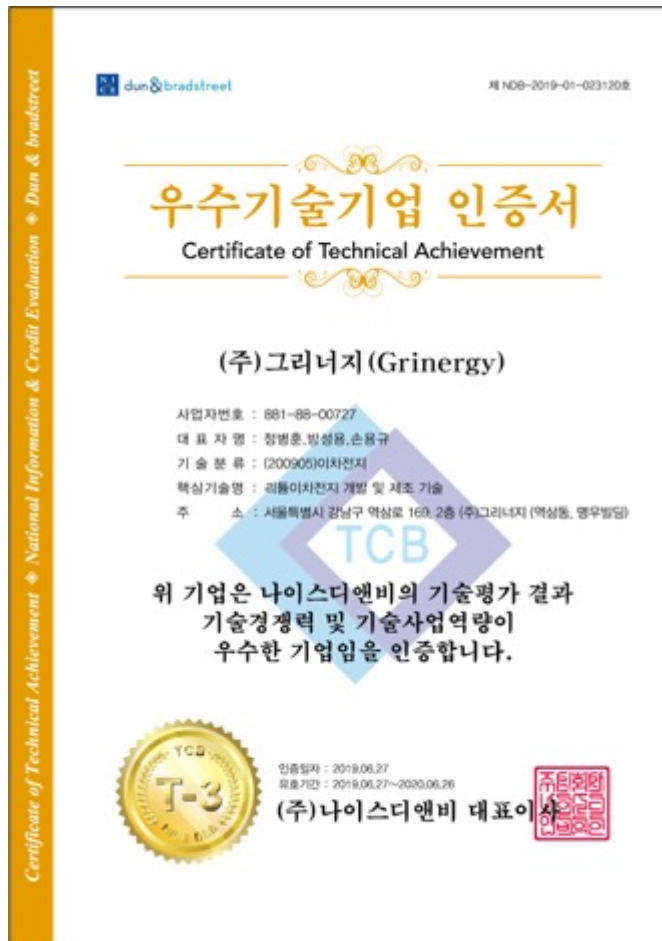 NICE dun & bradstreet
제 NDB-2019-01-023120호
우수기술기업 인증서
Certificate of Technical Achievement
(주)그리너지(Grinergy)
사업자번호 : 881-88-00727
대 표 자 명 : 정병훈,방성용,손용규
기 술 분 류 : (200905)이차전지
핵심기술명 : 리튬이차전지 개발 및 제조 기술
주 소 : 서울특별시 강남구 역삼로 169, 2층 (주)그리너지 (역삼동, 명우빌딩)
TCB
위 기업은 나이스디앤비의 기술평가 결과
기술경쟁력 및 기술사업역량이
우수한 기업임을 인증합니다.
TCB
T-3
인증일자 : 2019.06.27
유효기간 : 2019.06.27~2020.06.26
(주)나이스디앤비 대표이사
Certificate of Technical Achievement ◈ National Information & Credit Evaluation ◈ Dun & bradstreet